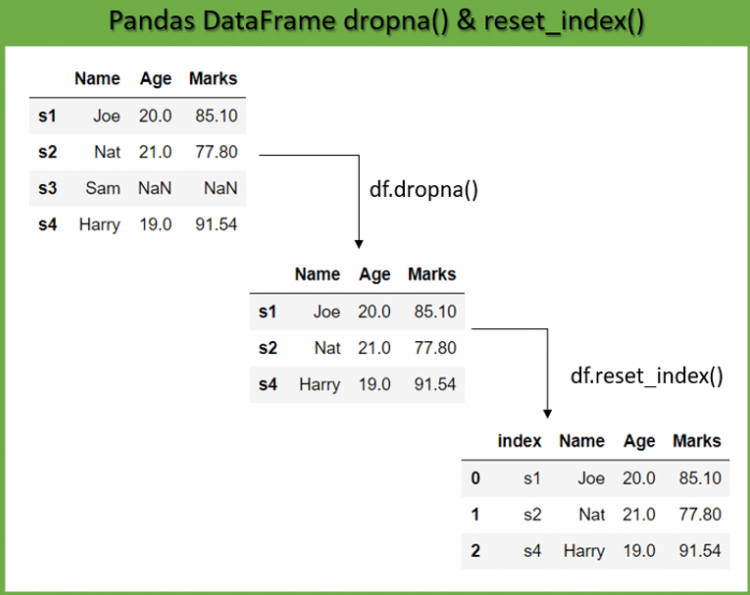 Pandas DataFrame dropna() & reset_index()
Name Age Marks
s1 Joe 20.0 85.10
s2 Nat 21.0 77.80
s3 Sam NaN NaN
s4 Harry 19.0 91.54
df.dropna()
Name Age Marks
s1 Joe 20.0 85.10
s2 Nat 21.0 77.80
s4 Harry 19.0 91.54
df.reset_index()
index Name Age Marks
0 s1 Joe 20.0 85.10
1 s2 Nat 21.0 77.80
2 s4 Harry 19.0 91.54